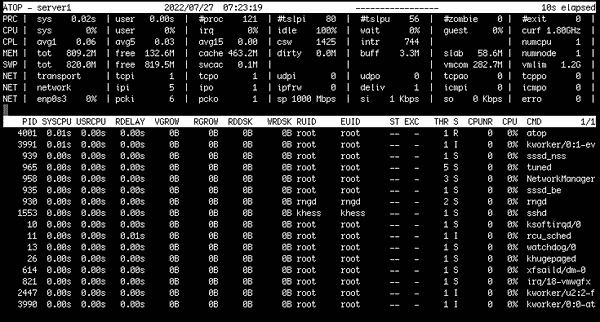 ATOP - server1 2022/07/27 07:23:19 ----------------- 10s elapsed
PRC | sys 0.02s | user 0.00s | #proc 121 | #tslpi 80 | #tslpu 56 | #zombie 0 | #exit 0 |
CPU | sys 0% | user 0% | irq 0% | idle 100% | wait 0% | guest 0% | curf 1.80GHz |
CPL | avg1 0.06 | avg5 0.03 | avg15 0.00 | csw 1425 | intr 744 | | numcpu 1 |
MEM | tot 809.2M | free 132.6M | cache 463.2M | dirty 0.0M | buff 3.3M | slab 58.6M | numnode 1 |
SWP | tot 820.0M | free 819.5M | swcac 0.1M | | | vmcom 282.7M | vmlim 1.2G |
NET | transport | tcpi 1 | tcpo 1 | udpi 0 | udpo 0 | tcpao 0 | tcppo 0 |
NET | network | ipi 5 | ipo 1 | ipfrw 0 | deliv 1 | icmpi 0 | icmpo 0 |
NET | enp0s3 0% | pcki 6 | pcko 1 | sp 1000 Mbps | si 1 Kbps | so 0 Kbps | erro 0 |
PID SYSCPU USRCPU RDELAY VGROW RGROW RDDSK WRDSK RUID EUID ST EXC THR S CPUNR CPU CMD 1/1
4001 0.01s 0.00s 0.00s 0B 0B 0B 0B root root -- - 1 R 0 0% atop
3991 0.01s 0.00s 0.00s 0B 0B 0B 0B root root -- - 1 I 0 0% kworker/0:1-ev
939 0.00s 0.00s 0.00s 0B 0B 0B 0B root root -- - 1 S 0 0% sssd_nss
965 0.00s 0.00s 0.00s 0B 0B 0B 0B root root -- - 5 S 0 0% tuned
958 0.00s 0.00s 0.00s 0B 0B 0B 0B root root -- - 3 S 0 0% NetworkManager
935 0.00s 0.00s 0.00s 0B 0B 0B 0B root root -- - 1 S 0 0% sssd_be
930 0.00s 0.00s 0.00s 0B 0B 0B 0B rngd rngd -- - 2 S 0 0% rngd
1553 0.00s 0.00s 0.00s 0B 0B 0B 0B khess khess -- - 1 S 0 0% sshd
10 0.00s 0.00s 0.00s 0B 0B 0B 0B root root -- - 1 S 0 0% ksoftirqd/0
11 0.00s 0.00s 0.01s 0B 0B 0B 0B root root -- - 1 I 0 0% rcu_sched
13 0.00s 0.00s 0.00s 0B 0B 0B 0B root root -- - 1 S 0 0% watchdog/0
26 0.00s 0.00s 0.00s 0B 0B 0B 0B root root -- - 1 S 0 0% khugepaged
614 0.00s 0.00s 0.00s 0B 0B 0B 0B root root -- - 1 S 0 0% xfsaild/dm-0
821 0.00s 0.00s 0.00s 0B 0B 0B 0B root root -- - 1 S 0 0% irq/18-vmwgfx
2447 0.00s 0.00s 0.00s 0B 0B 0B 0B root root -- - 1 I 0 0% kworker/u2:2-f
3990 0.00s 0.00s 0.00s 0B 0B 0B 0B root root -- - 1 I 0 0% kworker/0:0-at